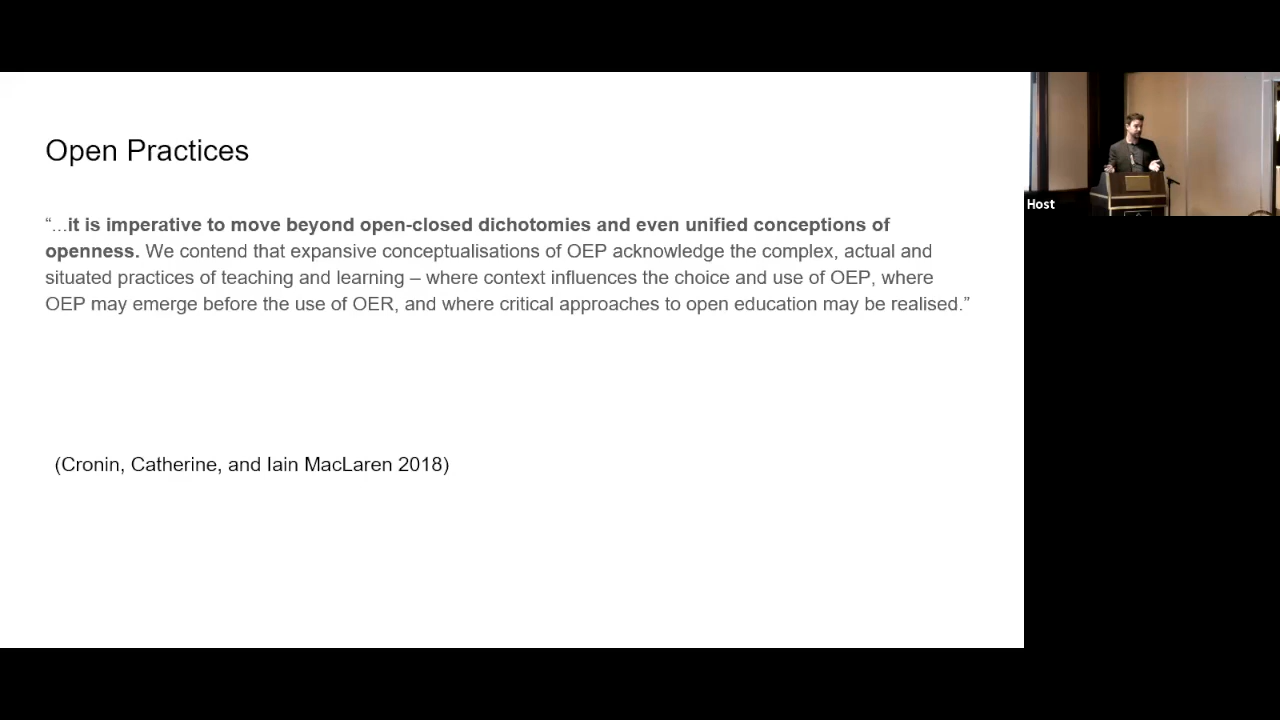 Open Practices
“...it is imperative to move beyond open-closed dichotomies and even unified conceptions of
openness. We contend that expansive conceptualisations of OEP acknowledge the complex, actual and
situated practices of teaching and learning – where context influences the choice and use of OEP, where
OEP may emerge before the use of OER, and where critical approaches to open education may be realised.”
(Cronin, Catherine, and Iain MacLaren 2018)
Host